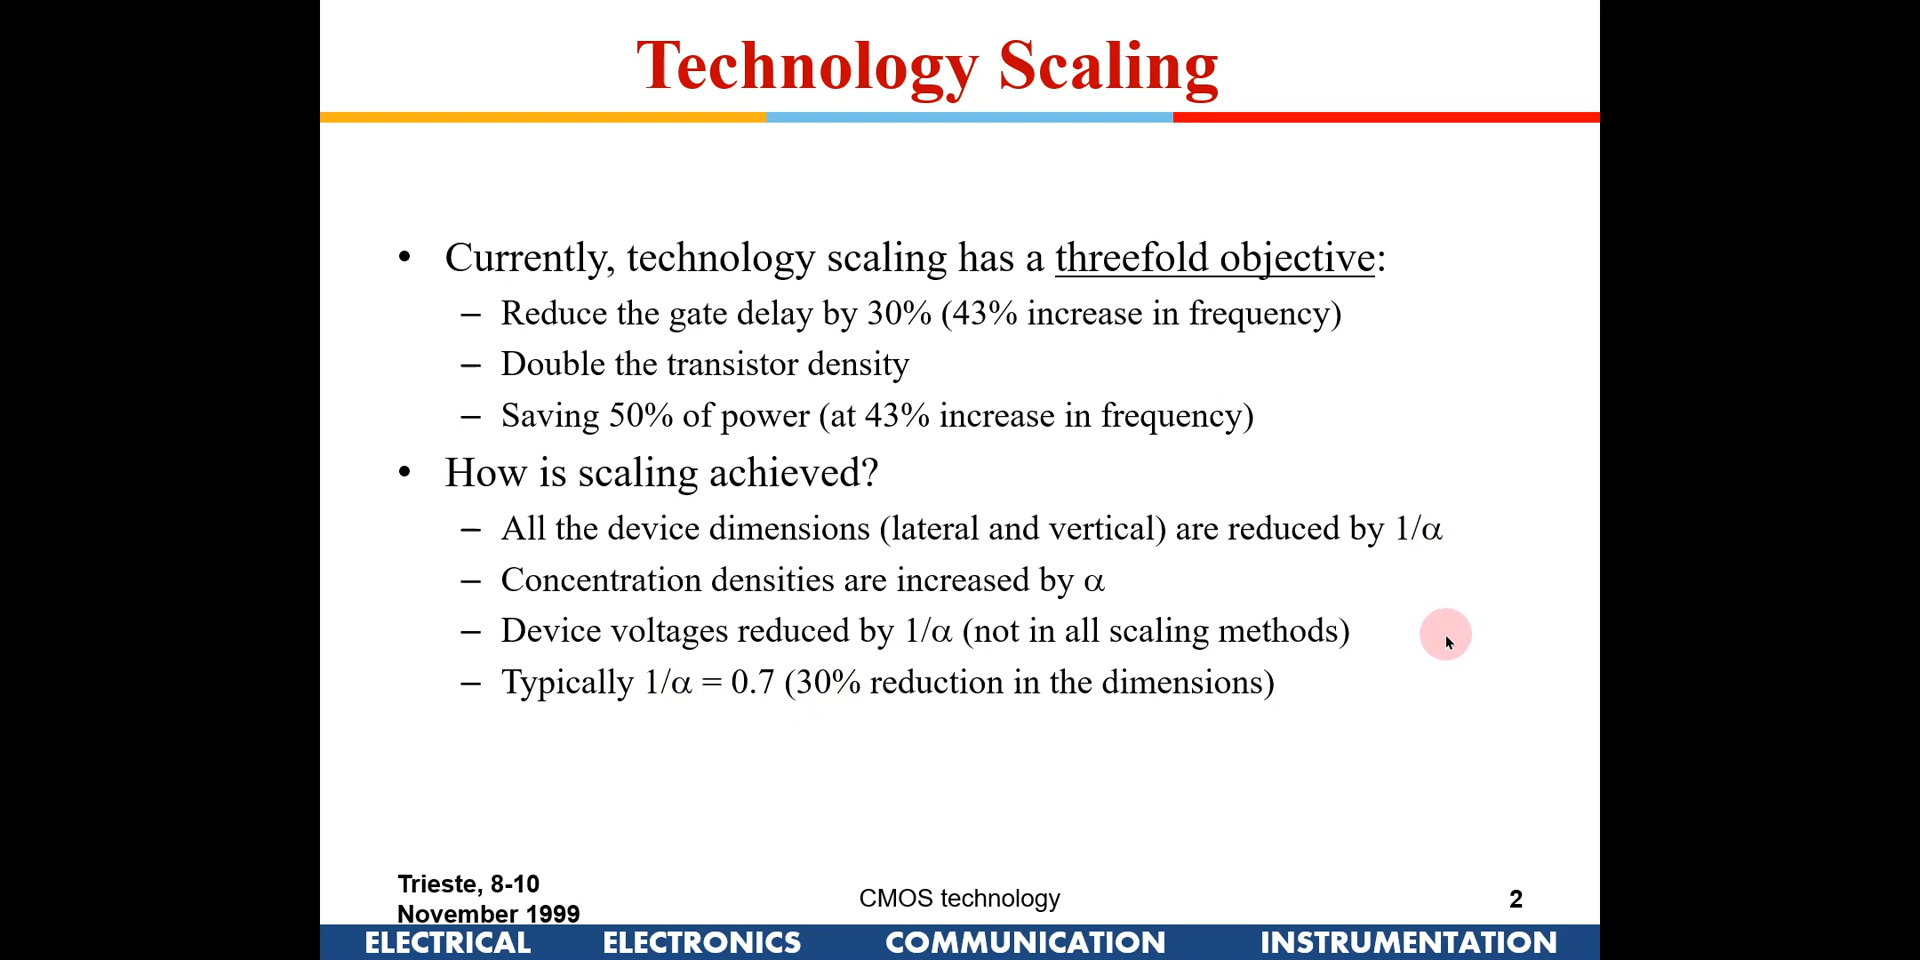 Technology Scaling
• Currently, technology scaling has a threefold objective:
– Reduce the gate delay by 30% (43% increase in frequency)
– Double the transistor density
– Saving 50% of power (at 43% increase in frequency)
• How is scaling achieved?
– All the device dimensions (lateral and vertical) are reduced by 1/α
– Concentration densities are increased by α
– Device voltages reduced by 1/α (not in all scaling methods)
– Typically 1/α = 0.7 (30% reduction in the dimensions)
Trieste, 8-10
November 1999
CMOS technology
2
ELECTRICAL ELECTRONICS COMMUNICATION INSTRUMENTATION